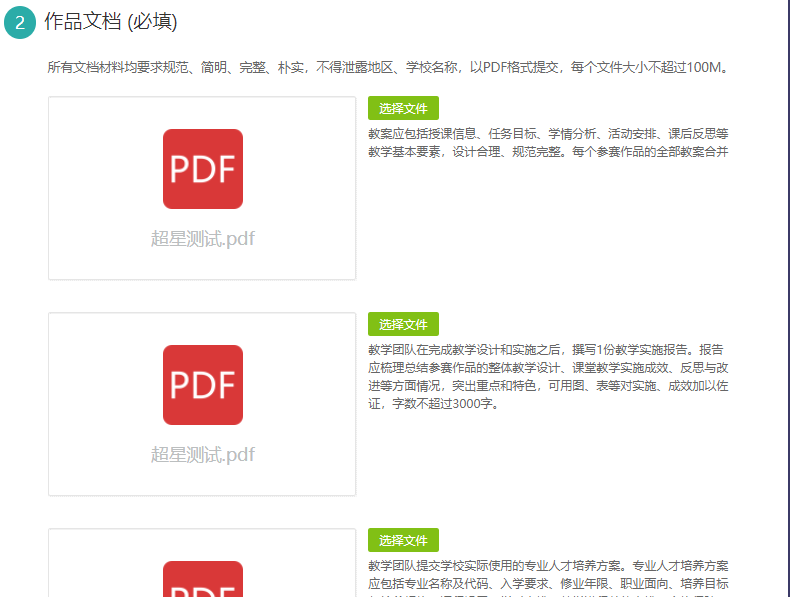 2 作品文档 (必填)
所有文档材料均要求规范、简明、完整、朴实，不得泄露地区、学校名称，以PDF格式提交，每个文件大小不超过100M。
选择文件
教案应包括授课信息、任务目标、学情分析、活动安排、课后反思等
教学基本要素，设计合理、规范完整。每个参赛作品的全部教案合并
PDF
超星测试.pdf
选择文件
教学团队在完成教学设计和实施之后，撰写1份教学实施报告。报告
应梳理总结参赛作品的整体教学设计、课堂教学实施成效、反思与改
进等方面情况，突出重点和特色，可用图、表等对实施、成效加以佐
证，字数不超过3000字。
PDF
超星测试.pdf
选择文件
教学团队提交学校实际使用的专业人才培养方案。专业人才培养方案
应包括专业名称及代码、入学要求、修业年限、职业面向、培养目标
PDF